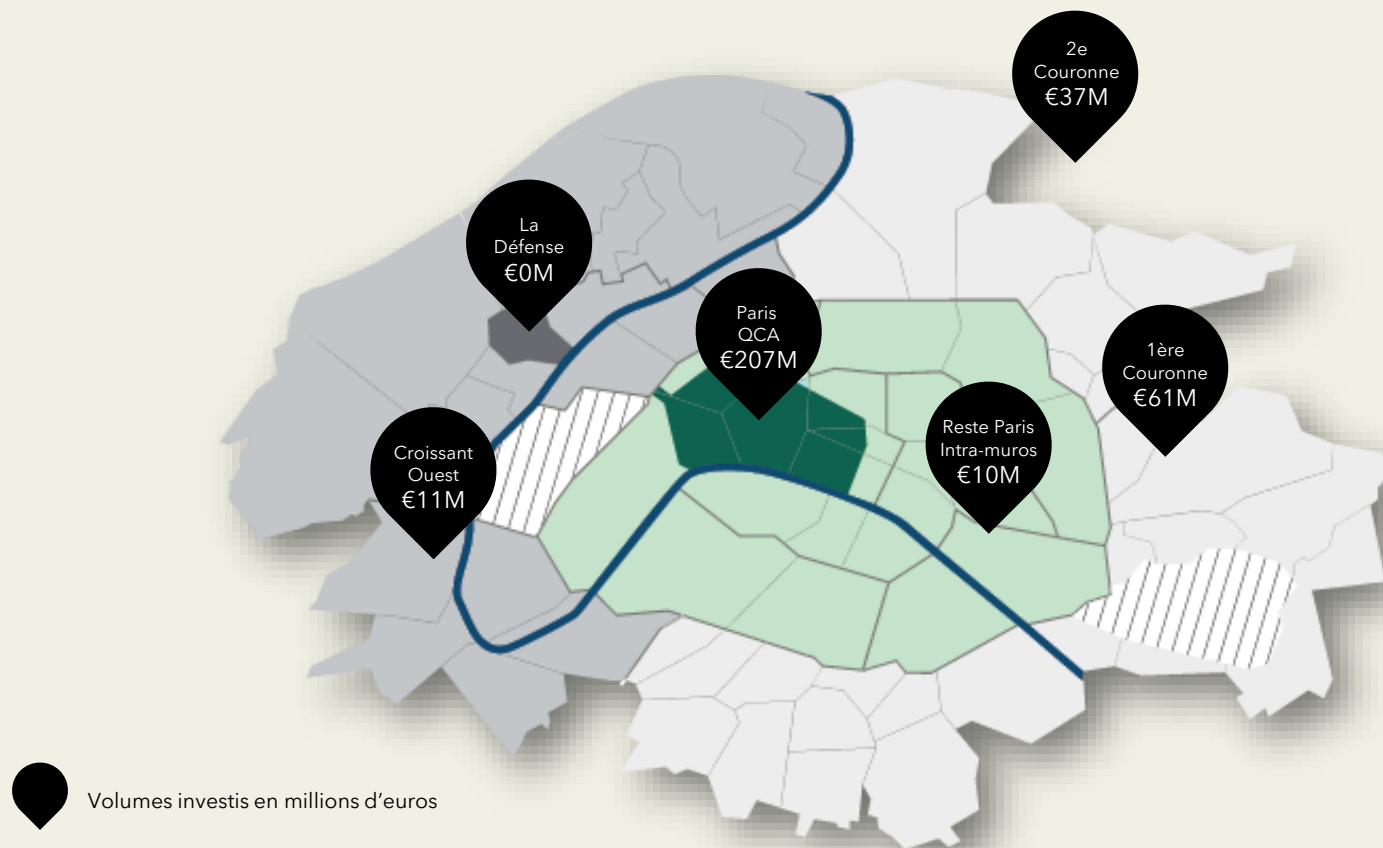 2e
Couronne
€37M
La
Défense
€0M
Paris
QCA
€207M
1ère
Couronne
€61M
Croissant
Ouest
€11M
Reste Paris
Intra-muros
€10M
Volumes investis en millions d’euros